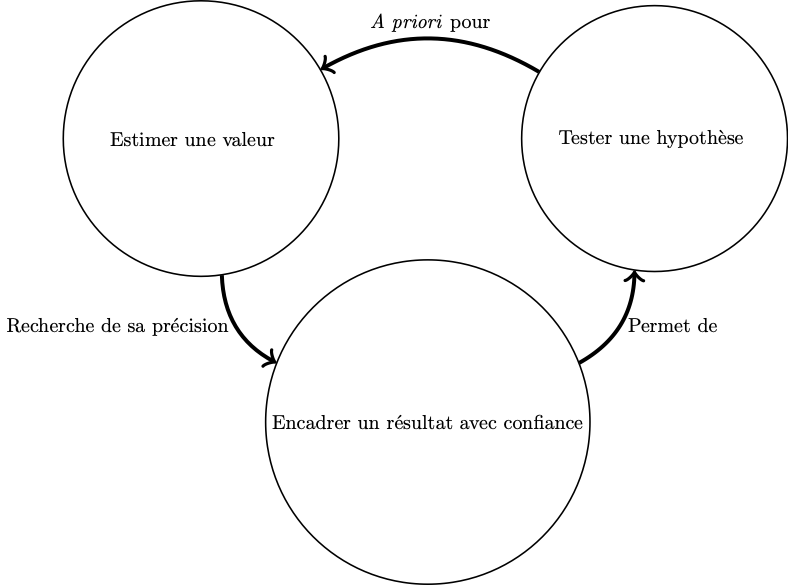 A priori pour
Estimer une valeur
Tester une hypothèse
Recherche de sa précision
Permet de
Encadrer un résultat avec confiance